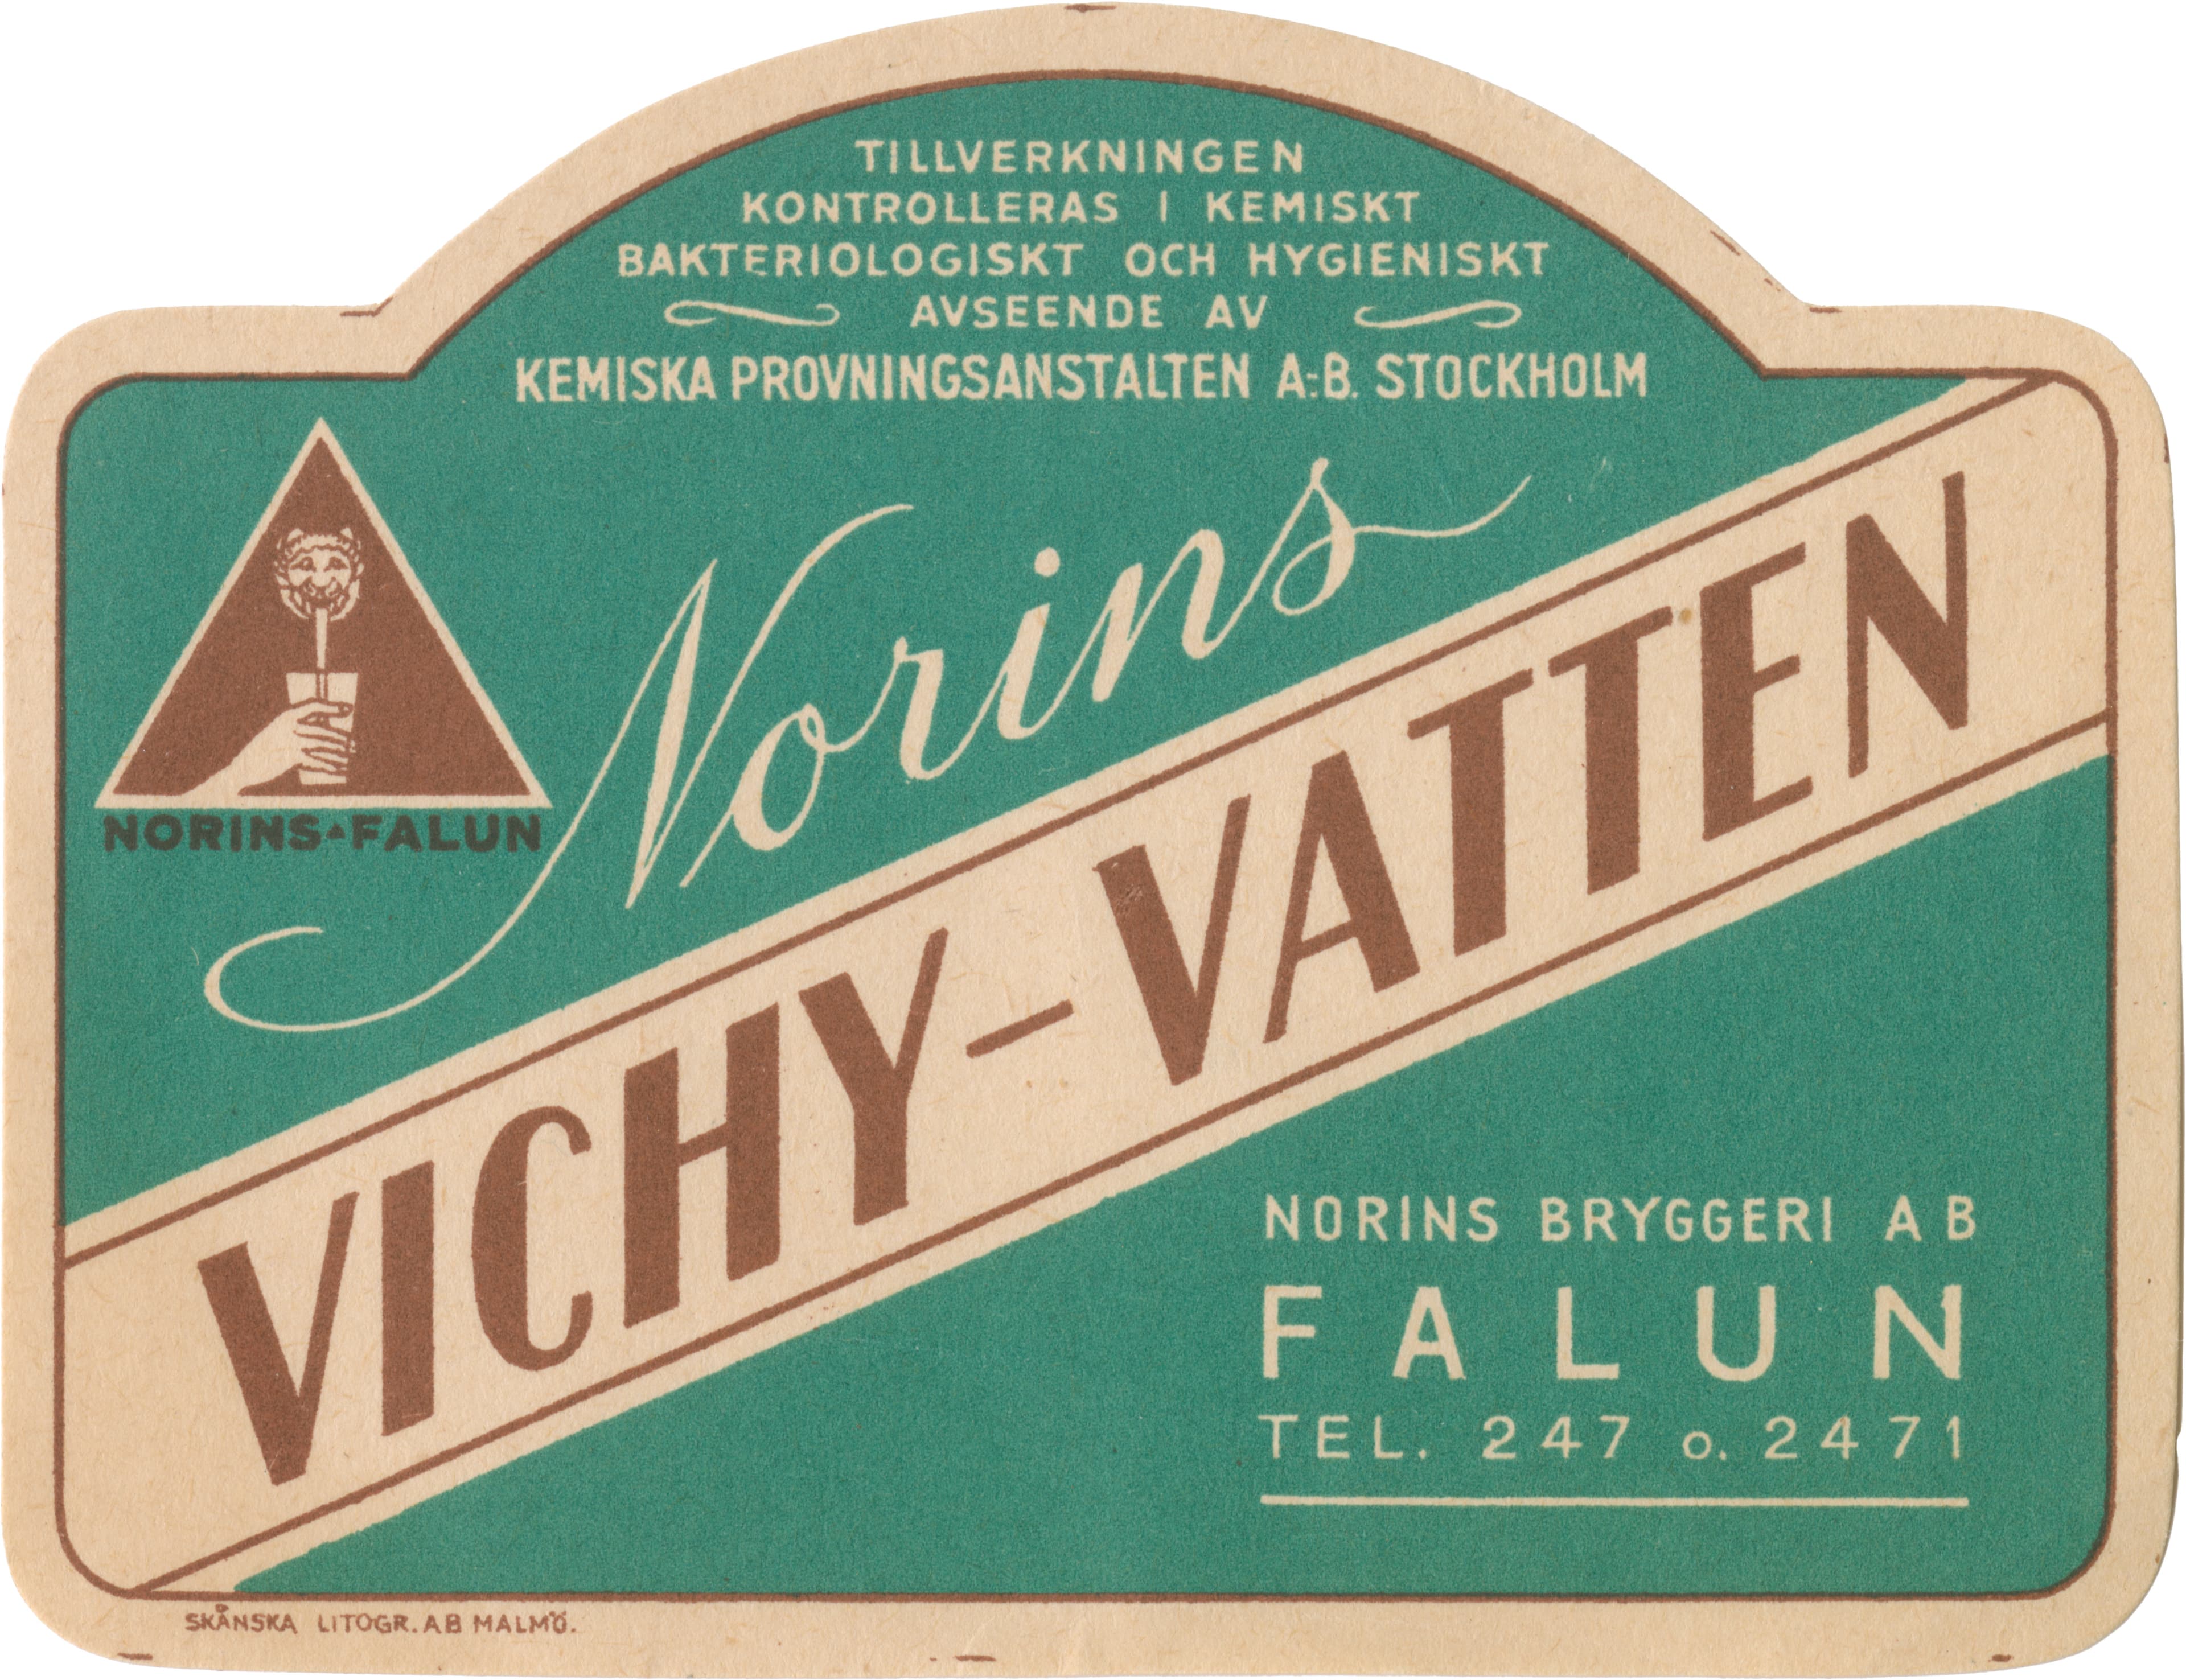 TILLVERKNINGEN
KONTROLLERAS I KEMISKT
BAKTERIOLOGISKT OCH HYGIENISKT
AVSEENDE AV
KEMISKA PROVNINGSANSTALTEN A.-B. STOCKHOLM
NORINS▲FALUN
Norins
VICHY-VATTEN
NORINS BRYGGERI AB
FALUN
TEL. 247 o. 2471
SKÅNSKA LITOGR. AB MALMÖ.